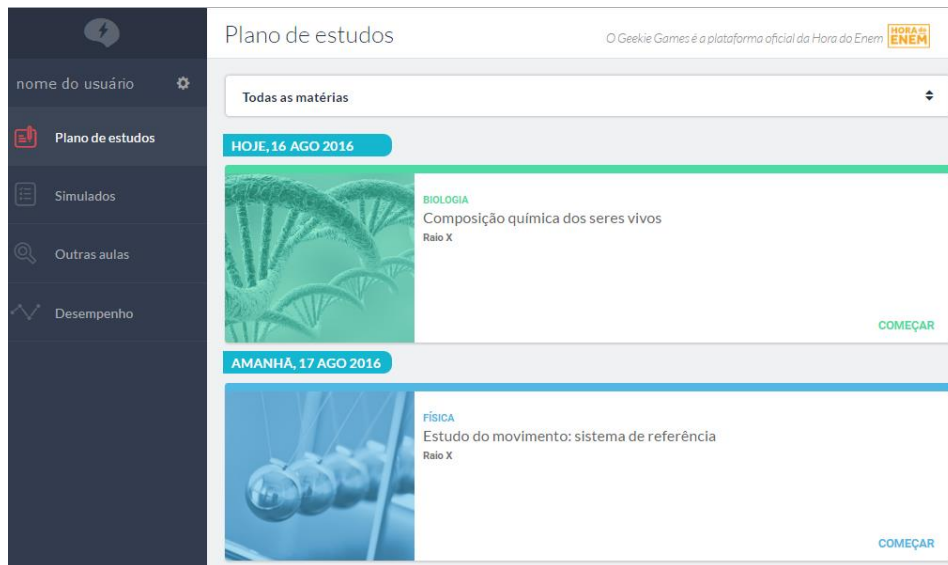 Plano de estudos
O Geekie Games é a plataforma oficial da Hora do Enem
HORA do
ENEM
nome do usuário
Plano de estudos
Simulados
Outras aulas
Desempenho
Todas as matérias
HOJE, 16 AGO 2016
BIOLOGIA
Composição química dos seres vivos
Raio X
COMEÇAR
AMANHÃ, 17 AGO 2016
FÍSICA
Estudo do movimento: sistema de referência
Raio X
COMEÇAR